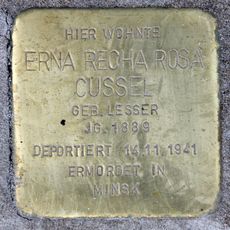 HIER WOHNTE
ERNA RECHA ROSA
CUSSEL
GEB. LESSER
JG. 1889
DEPORTIERT 14.11.1941
ERMORDET IN
MINSK